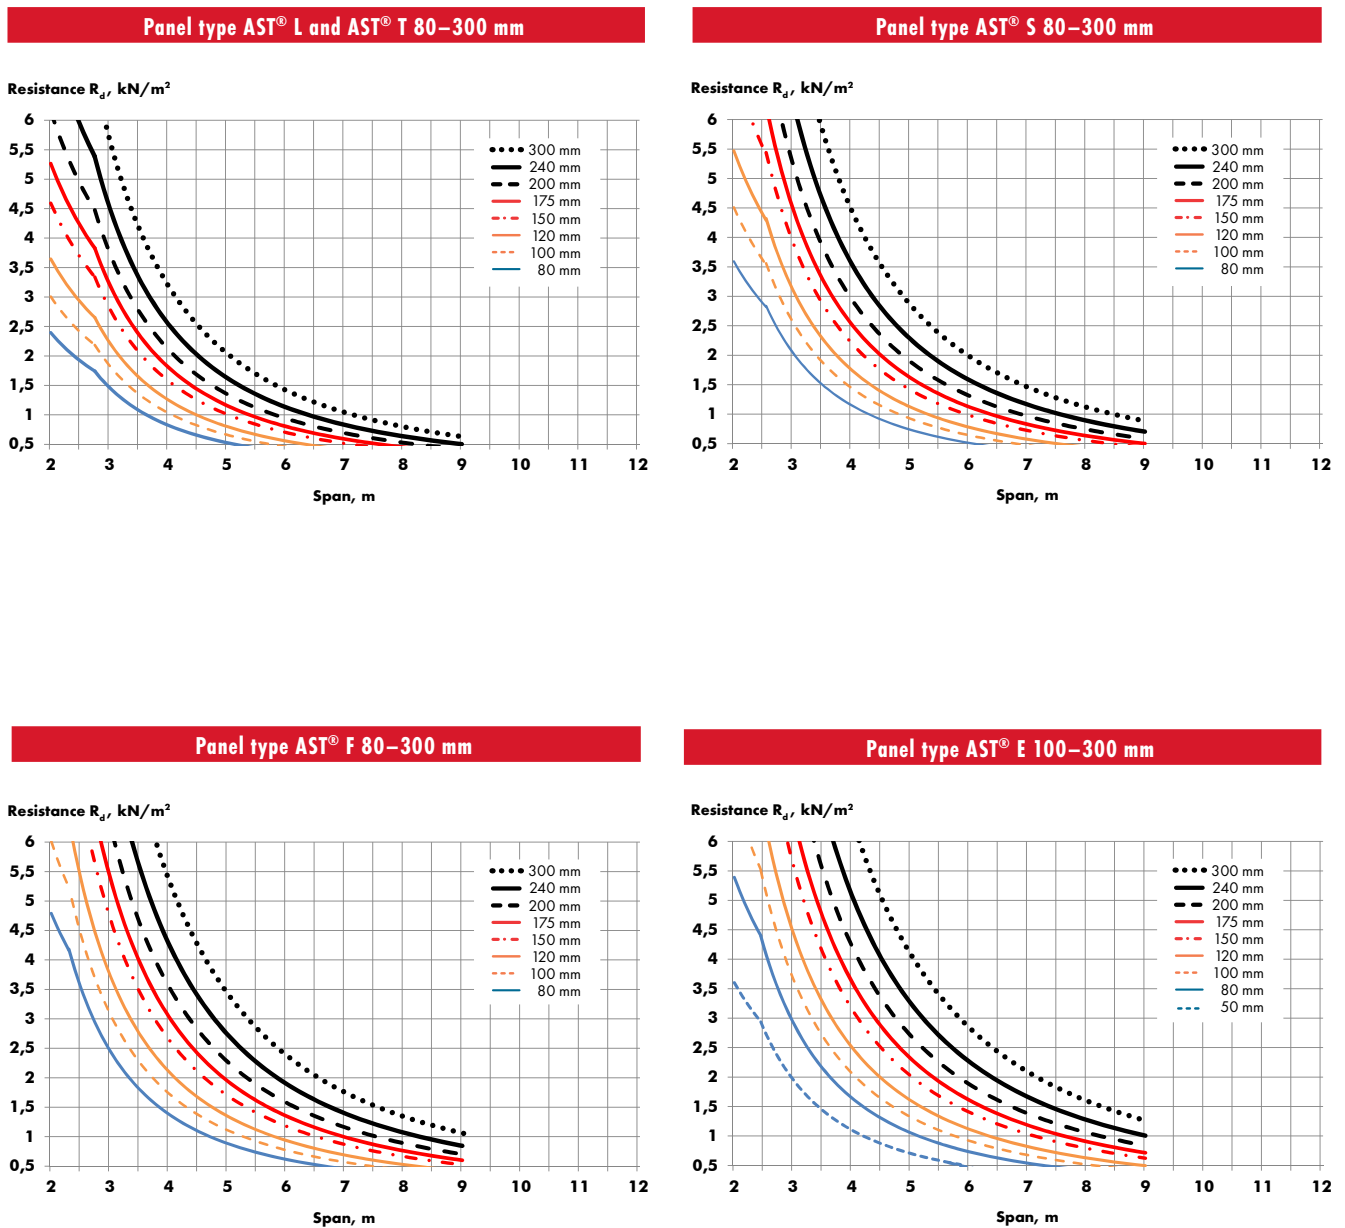 Panel type AST® L and AST® T 80–300 mm
Resistance R_d, kN/m²
6
5,5
5
4,5
4
3,5
3
2,5
2
1,5
1
0,5
300 mm
240 mm
200 mm
175 mm
150 mm
120 mm
100 mm
80 mm
2 3 4 5 6 7 8 9 10 11 12
Span, m
Panel type AST® S 80–300 mm
Resistance R_d, kN/m²
6
5,5
5
4,5
4
3,5
3
2,5
2
1,5
1
0,5
300 mm
240 mm
200 mm
175 mm
150 mm
120 mm
100 mm
80 mm
2 3 4 5 6 7 8 9 10 11 12
Span, m
Panel type AST® F 80–300 mm
Resistance R_d, kN/m²
6
5,5
5
4,5
4
3,5
3
2,5
2
1,5
1
0,5
300 mm
240 mm
200 mm
175 mm
150 mm
120 mm
100 mm
80 mm
2 3 4 5 6 7 8 9 10 11 12
Span, m
Panel type AST® E 100–300 mm
Resistance R_d, kN/m²
6
5,5
5
4,5
4
3,5
3
2,5
2
1,5
1
0,5
300 mm
240 mm
200 mm
175 mm
150 mm
120 mm
100 mm
80 mm
50 mm
2 3 4 5 6 7 8 9 10 11 12
Span, m